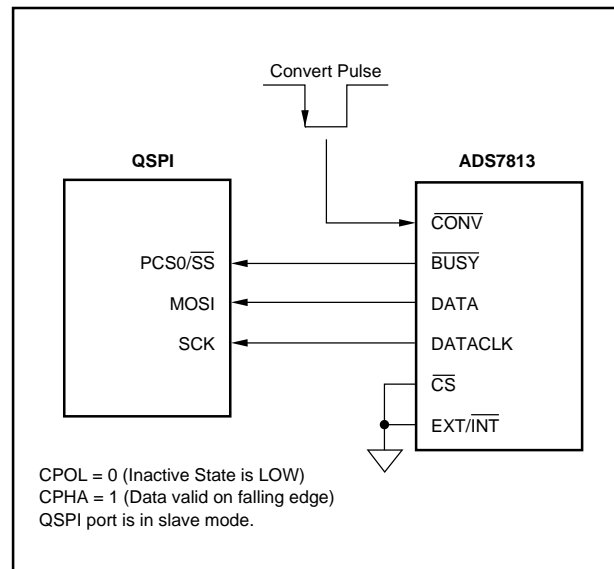 Convert Pulse
QSPI
ADS7813
CONV
PCS0/SS
BUSY
MOSI
DATA
SCK
DATACLK
CS
EXT/INT
CPOL = 0 (Inactive State is LOW)
CPHA = 1 (Data valid on falling edge)
QSPI port is in slave mode.